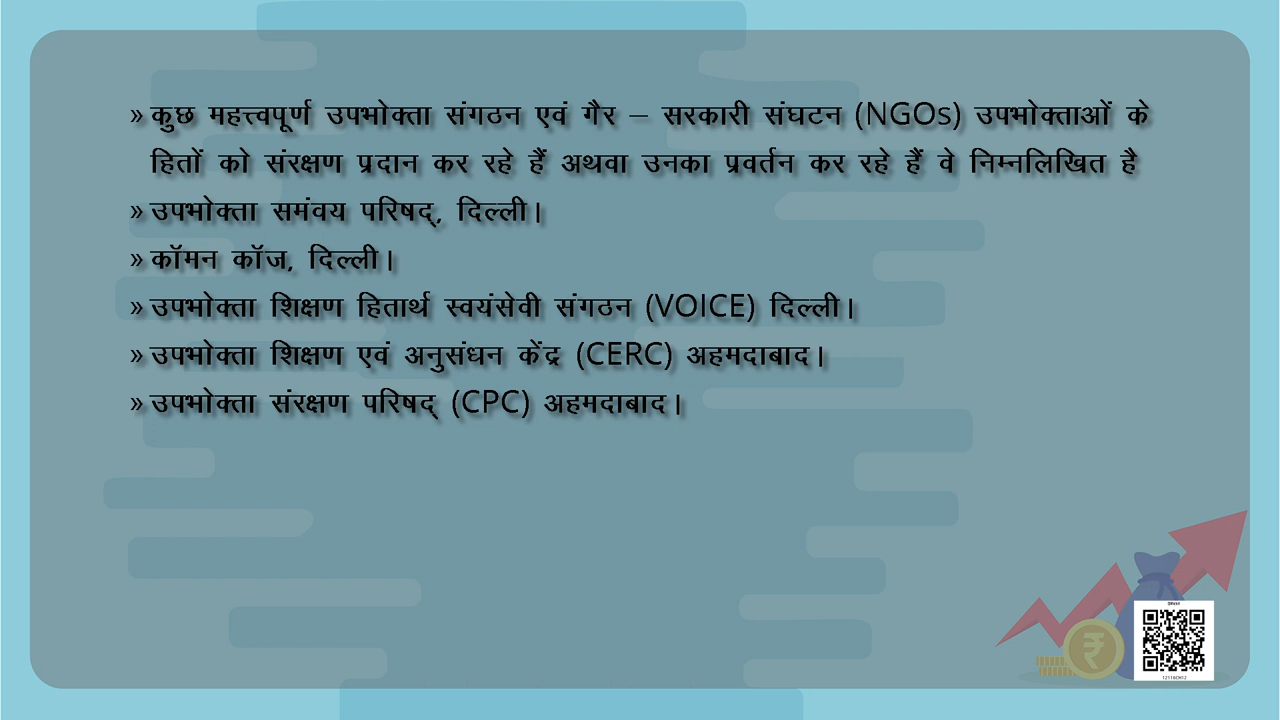 » कुछ महत्त्वपूर्ण उपभोक्ता संगठन एवं गैर – सरकारी संघटन (NGOs) उपभोक्ताओं के
हितों को संरक्षण प्रदान कर रहे हैं अथवा उनका प्रवर्तन कर रहे हैं वे निम्नलिखित है
» उपभोक्ता समंवय परिषद्, दिल्ली।
» कॉमन कॉज, दिल्ली।
» उपभोक्ता शिक्षण हितार्थ स्वयंसेवी संगठन (VOICE) दिल्ली।
» उपभोक्ता शिक्षण एवं अनुसंधन केंद्र (CERC) अहमदाबाद।
» उपभोक्ता संरक्षण परिषद् (CPC) अहमदाबाद।
₹
12116CH12